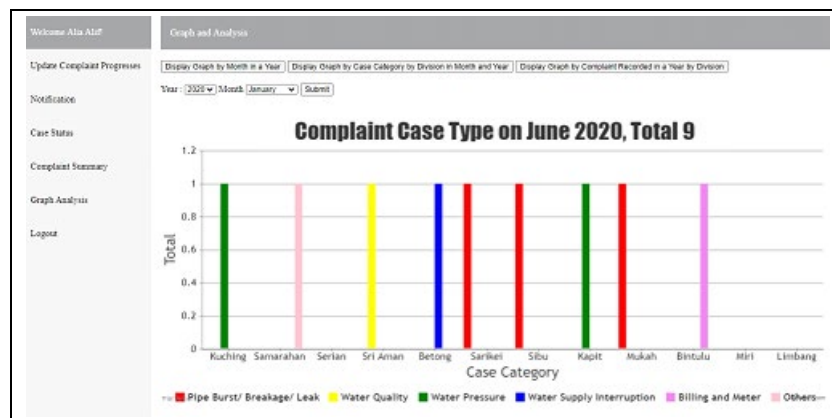 Welcome Alia Alif!
Graph and Analysis
Update Complaint Progresses
Notification
Case Status
Complaint Summary
Graph Analysis
Logout
Display Graph by Month in a Year Display Graph by Case Category by Division in Month and Year Display Graph by Complaint Recorded in a Year by Division
Year : 2020 Month January Submit
Complaint Case Type on June 2020, Total 9
1.2
1
0.8
0.6
0.4
0.2
0
Total
Kuching Samarahan Serian Sri Aman Betong Sarikei Sibu Kapit Mukah Bintulu Miri Limbang
Case Category
Pipe Burst/ Breakage/ Leak Water Quality Water Pressure Water Supply Interruption Billing and Meter Others